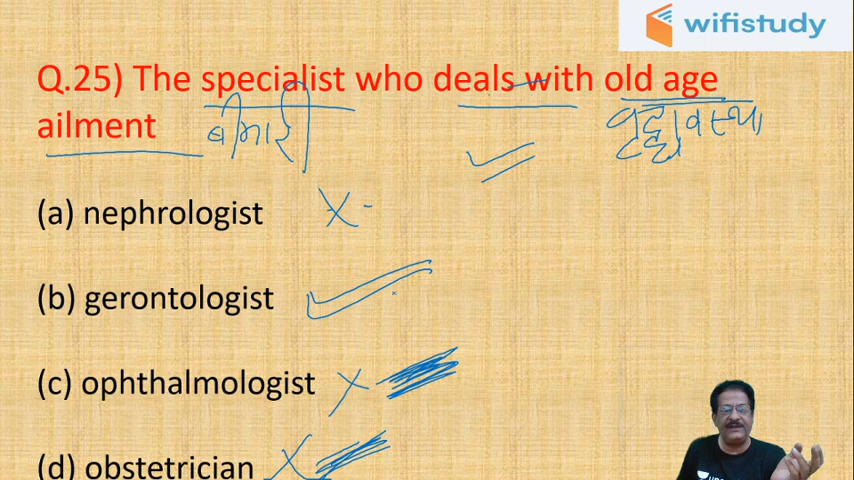 wifistudy
Q.25) The specialist who deals with old age
ailment बीमारी वृद्धावस्था
(a) nephrologist
(b) gerontologist
(c) ophthalmologist
(d) obstetrician